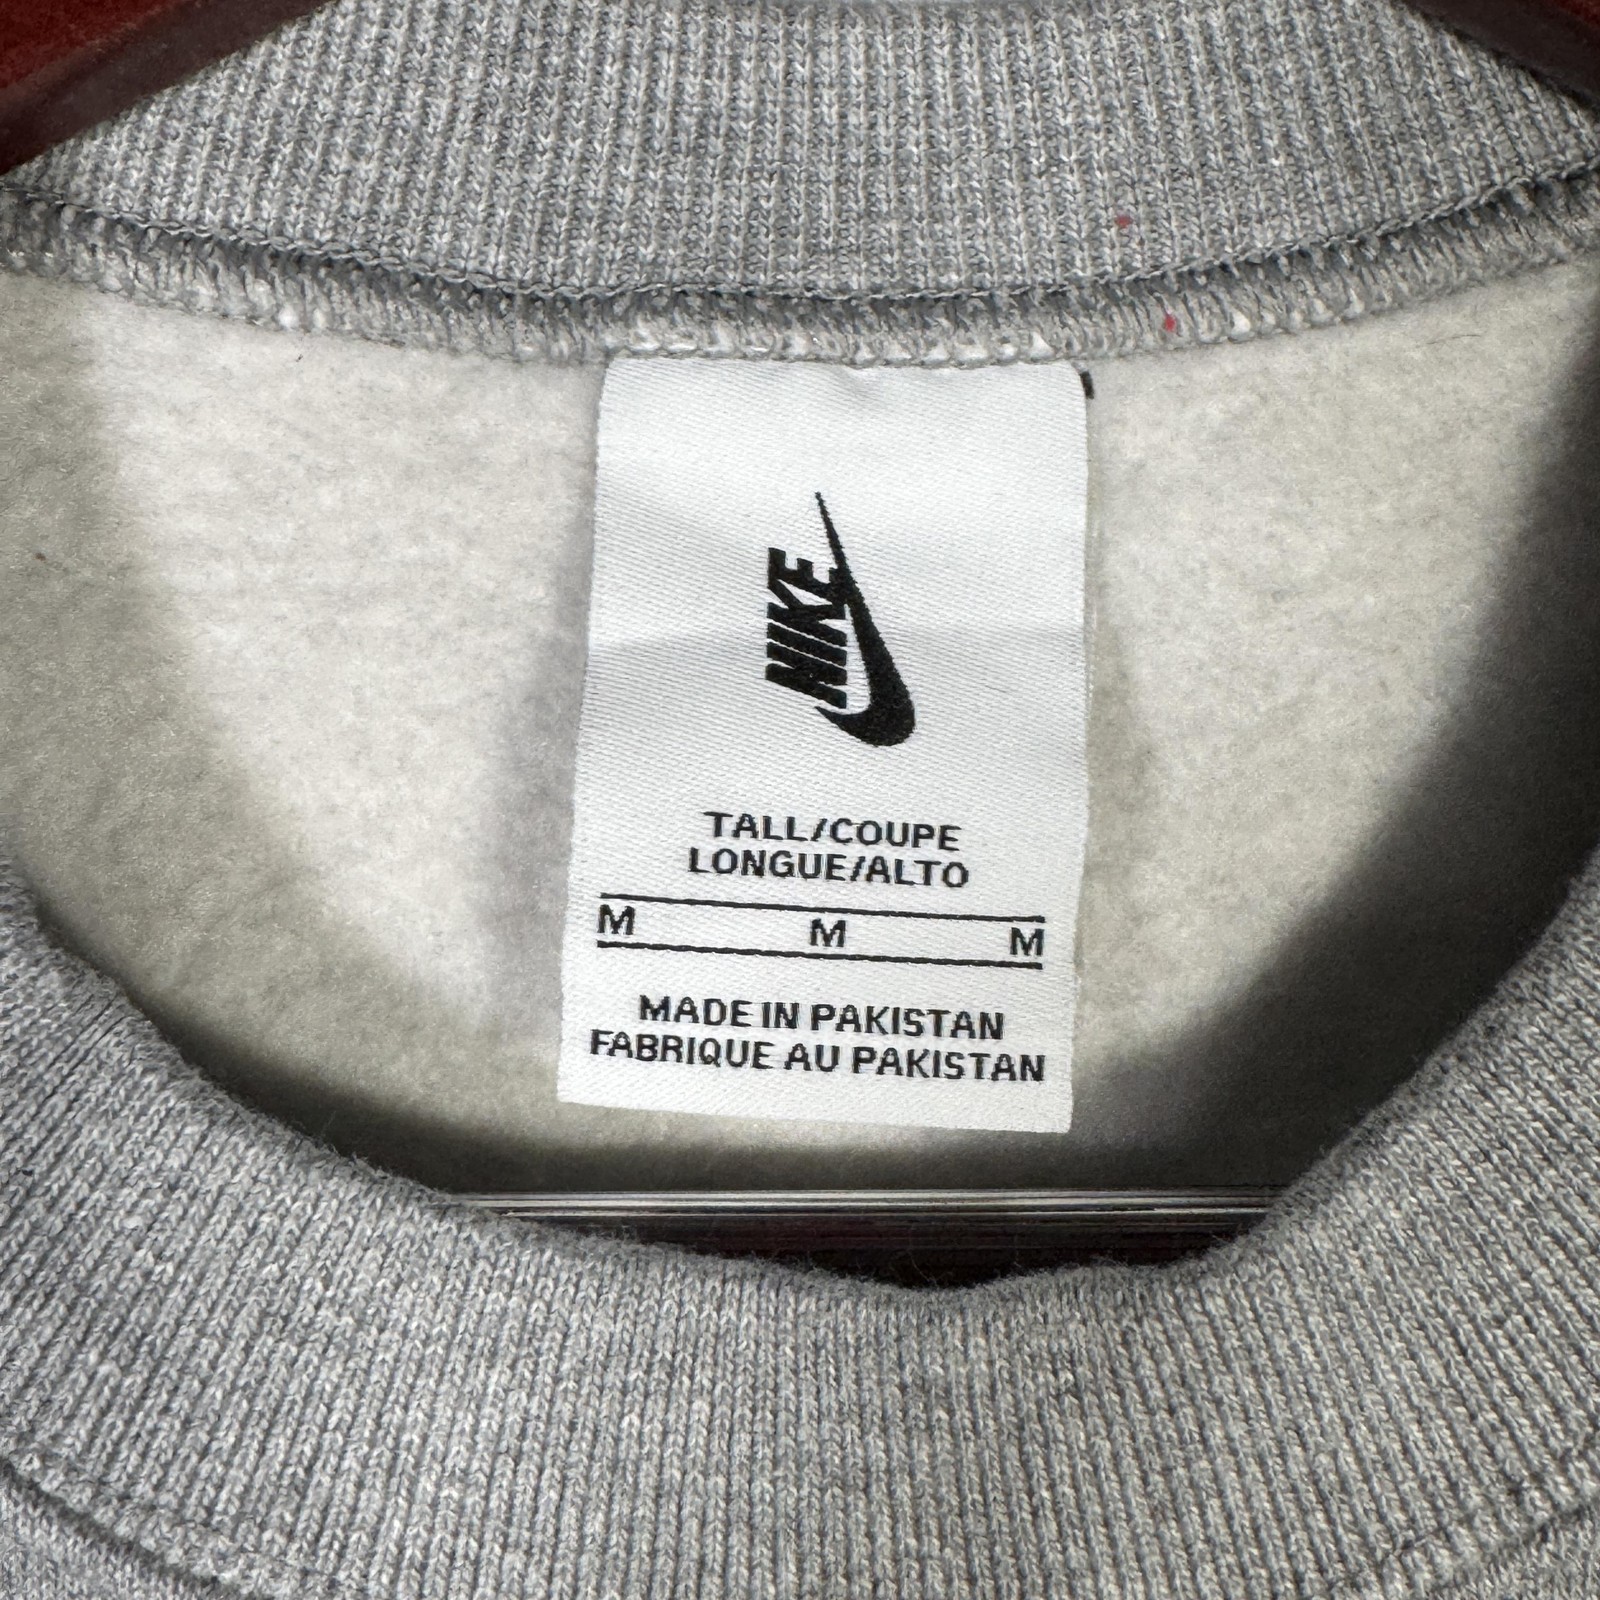 NIKE
TALL/COUPE
LONGUE/ALTO
M M M
MADE IN PAKISTAN
FABRIQUE AU PAKISTAN